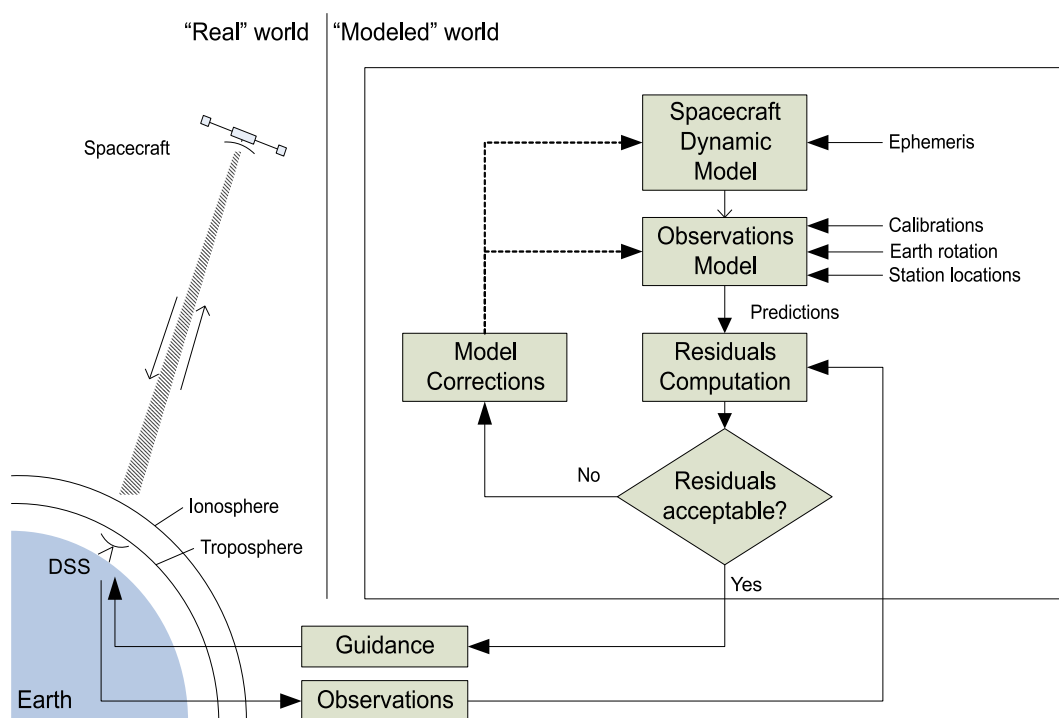 “Real” world
“Modeled” world
Spacecraft
Spacecraft
Dynamic
Model
Ephemeris
Observations
Model
Calibrations
Earth rotation
Station locations
Predictions
Model
Corrections
Residuals
Computation
No
Residuals
acceptable?
Yes
Ionosphere
Troposphere
DSS
Guidance
Earth
Observations